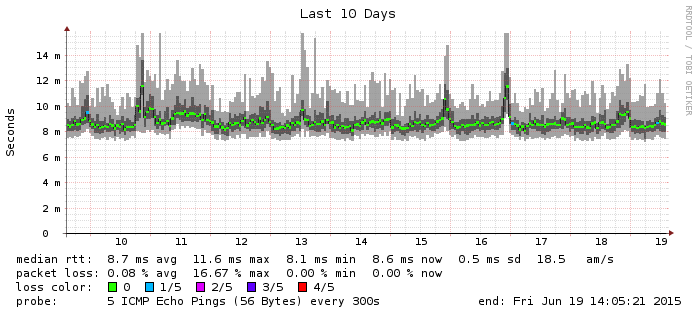 Last 10 Days
RRDTOOL / TOBI OETIKER
Seconds
14 m
12 m
10 m
8 m
6 m
4 m
2 m
0
10 11 12 13 14 15 16 17 18 19
median rtt: 8.7 ms avg 11.6 ms max 8.1 ms min 8.6 ms now 0.5 ms sd 18.5 am/s
packet loss: 0.08 % avg 16.67 % max 0.00 % min 0.00 % now
loss color: 0 1/5 2/5 3/5 4/5
probe: 5 ICMP Echo Pings (56 Bytes) every 300s end: Fri Jun 19 14:05:21 2015